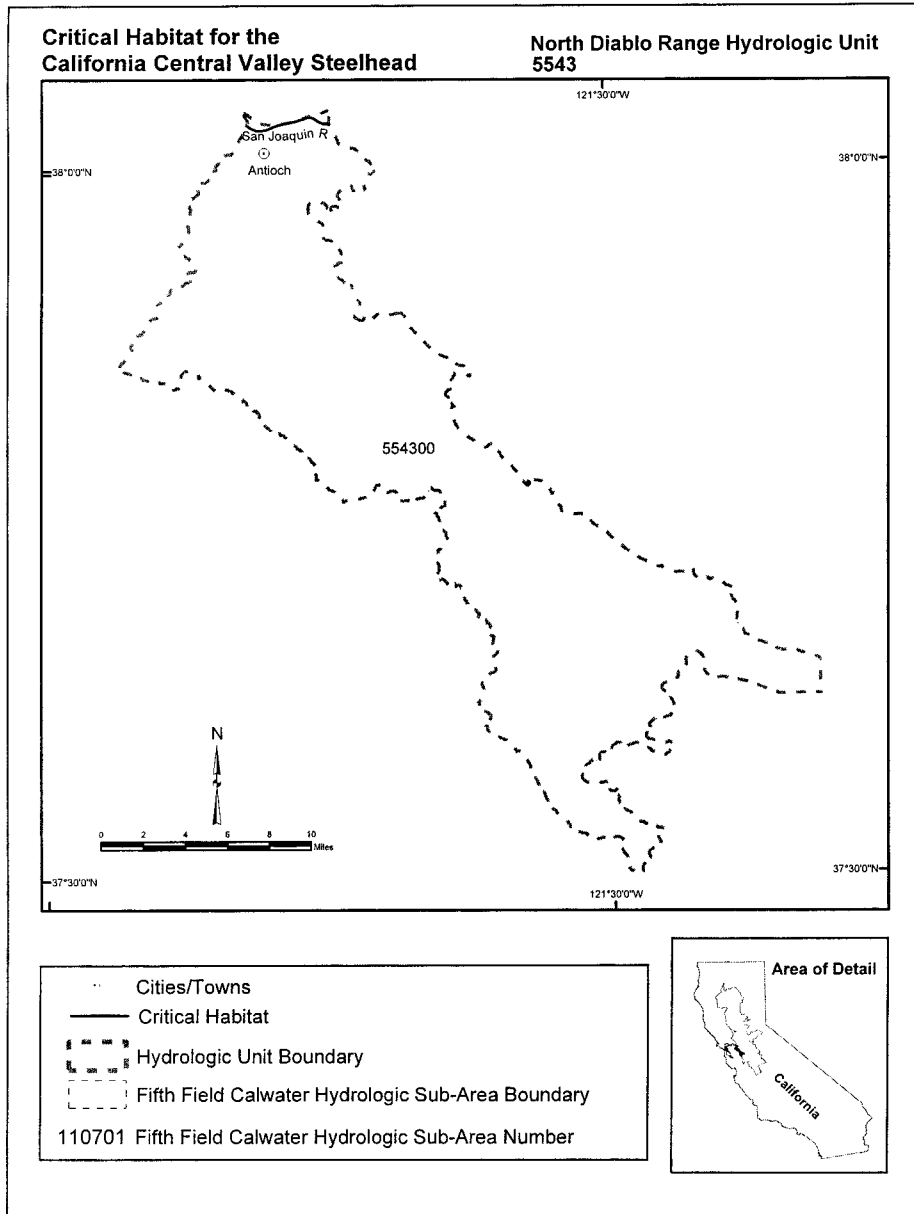 Critical Habitat for the
California Central Valley Steelhead
North Diablo Range Hydrologic Unit
5543
121°30'0"W
San Joaquin R
Antioch
38°0'0"N
38°0'0"N
554300
N
0 2 4 6 8 10
Miles
37°30'0"N
37°30'0"N
121°30'0"W
Cities/Towns
Critical Habitat
Hydrologic Unit Boundary
Fifth Field Calwater Hydrologic Sub-Area Boundary
110701 Fifth Field Calwater Hydrologic Sub-Area Number
Area of Detail
California